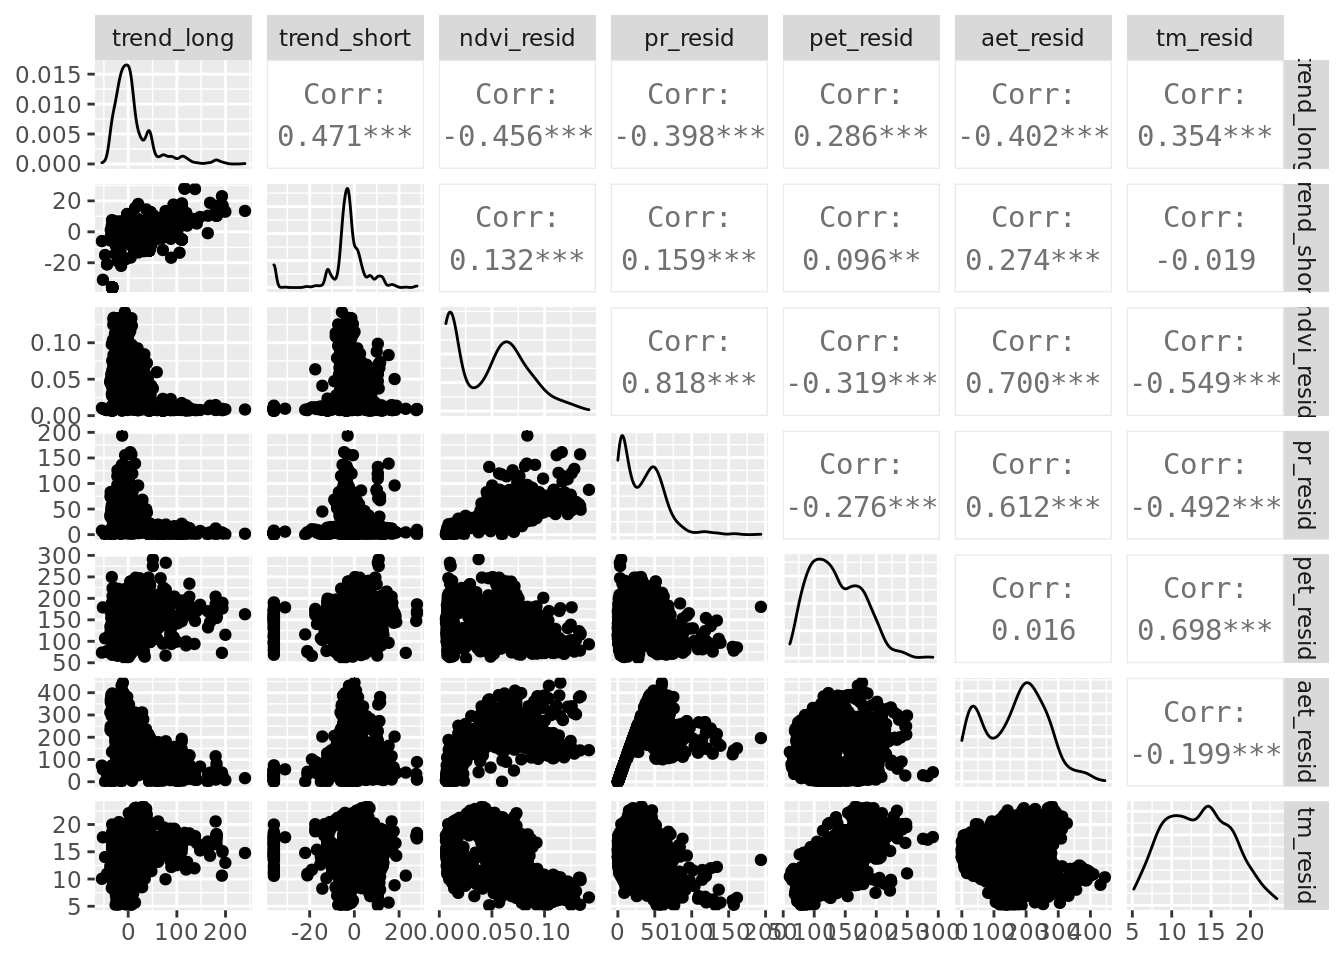 trend_long trend_short ndvi_resid pr_resid pet_resid aet_resid tm_resid
0.015
0.010
0.005
0.000
Corr: Corr: Corr: Corr: Corr: Corr:
0.471*** -0.456*** -0.398*** 0.286*** -0.402*** 0.354***
trend_long
20
0
-20
Corr: Corr: Corr: Corr: Corr:
0.132*** 0.159*** 0.096** 0.274*** -0.019
trend_short
0.10
0.05
0.00
Corr: Corr: Corr: Corr:
0.818*** -0.319*** 0.700*** -0.549***
ndvi_resid
200
150
100
50
0
Corr: Corr: Corr:
-0.276*** 0.612*** -0.492***
pr_resid
300
250
200
150
100
50
Corr: Corr:
0.016 0.698***
pet_resid
400
300
200
100
0
Corr:
-0.199***
aet_resid
20
15
10
5
tm_resid
0 100 200 -20 0 20 0.00 0.05 0.10 0 50 100 150 200 50 100 150 200 250 300 0 100 200 300 400 5 10 15 20